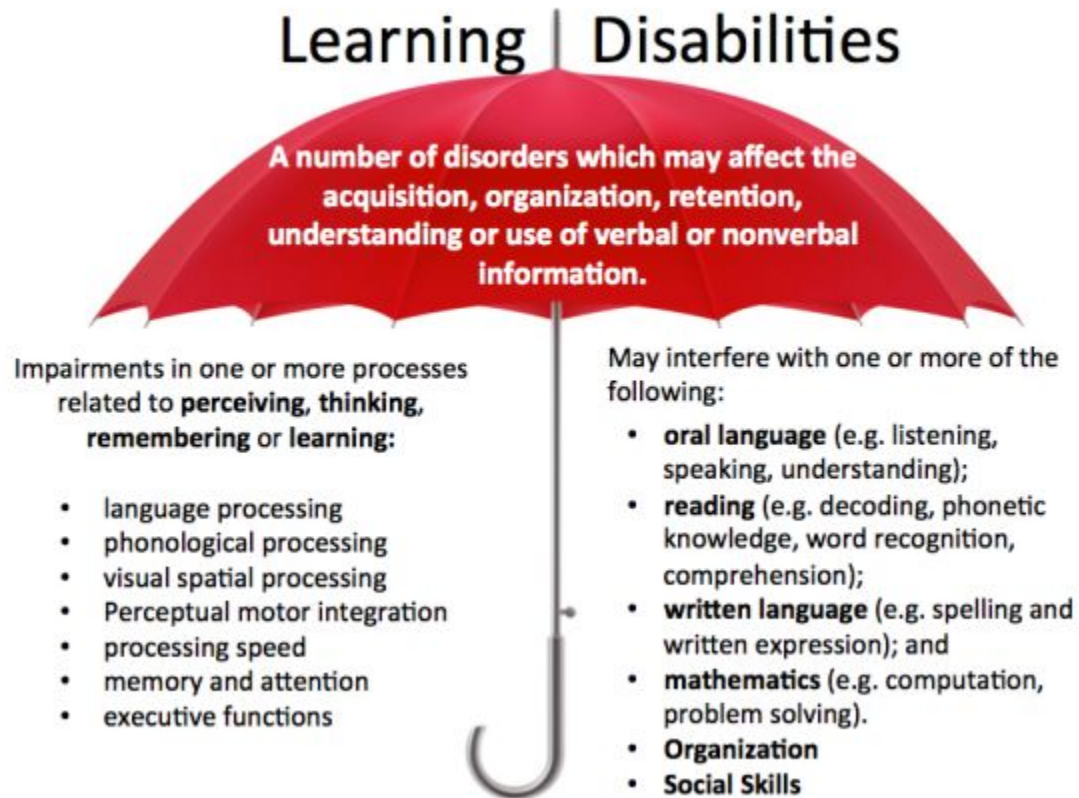 Learning Disabilities
A number of disorders which may affect the
acquisition, organization, retention,
understanding or use of verbal or nonverbal
information.
Impairments in one or more processes
related to perceiving, thinking,
remembering or learning:
• language processing
• phonological processing
• visual spatial processing
• Perceptual motor integration
• processing speed
• memory and attention
• executive functions
May interfere with one or more of the
following:
• oral language (e.g. listening,
speaking, understanding);
• reading (e.g. decoding, phonetic
knowledge, word recognition,
comprehension);
• written language (e.g. spelling and
written expression); and
• mathematics (e.g. computation,
problem solving).
• Organization
• Social Skills